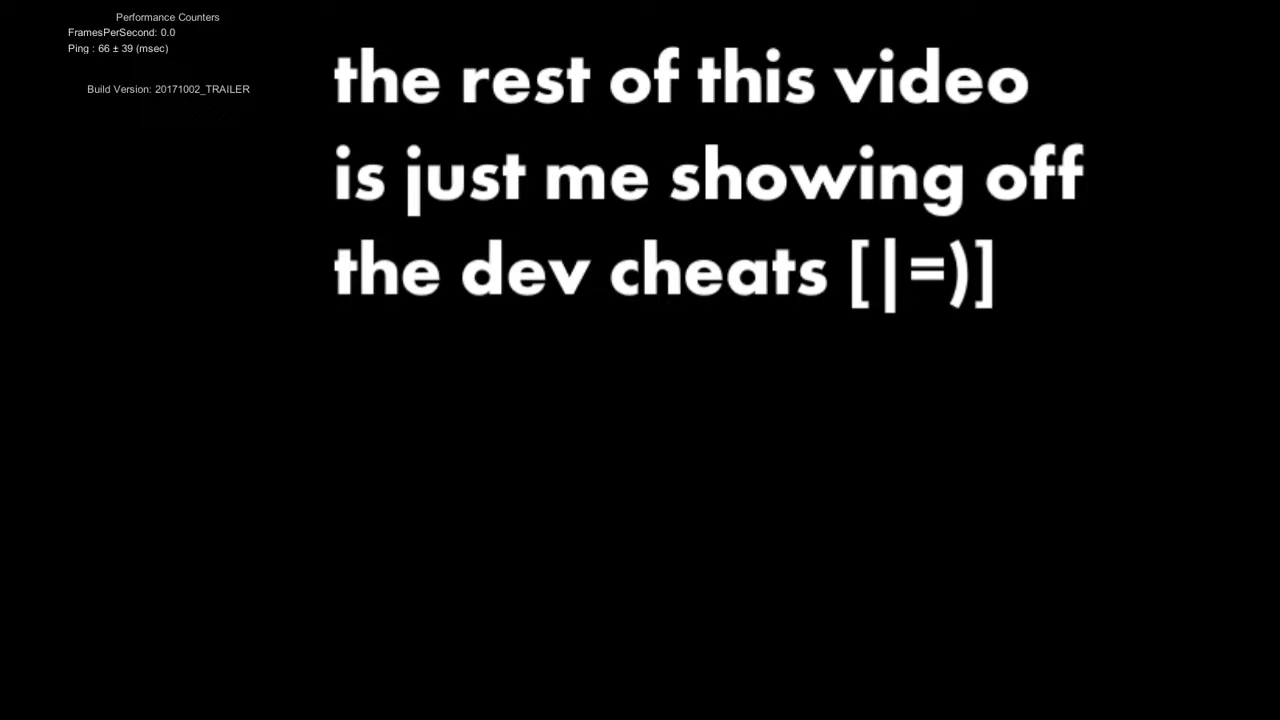 Performance Counters
FramesPerSecond: 0.0
Ping : 66 ± 39 (msec)
Build Version: 20171002_TRAILER
the rest of this video
is just me showing off
the dev cheats [|=)]